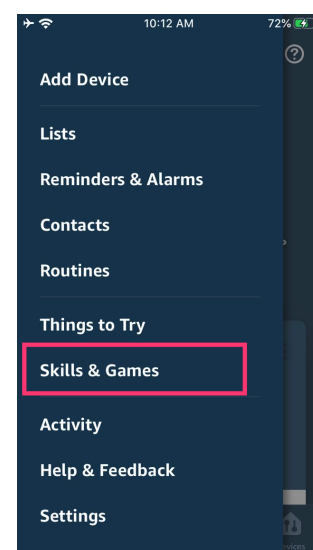 10:12 AM
72%
?
Add Device
Lists
Reminders & Alarms
Contacts
Routines
Things to Try
Skills & Games
Activity
Help & Feedback
Settings